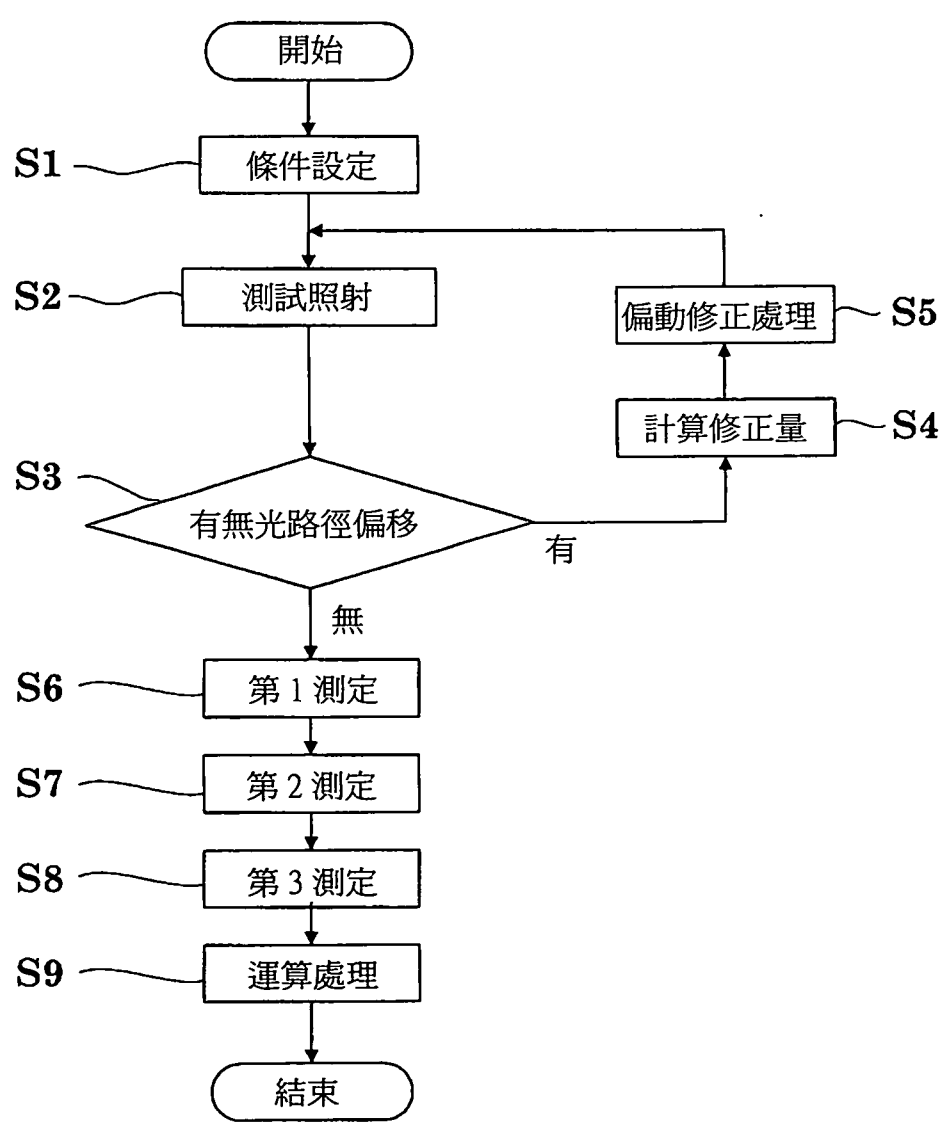 開始
S1
條件設定
S2
測試照射
偏動修正處理
S5
計算修正量
S4
S3
有無光路徑偏移
有
無
S6
第1測定
S7
第2測定
S8
第3測定
S9
運算處理
結束